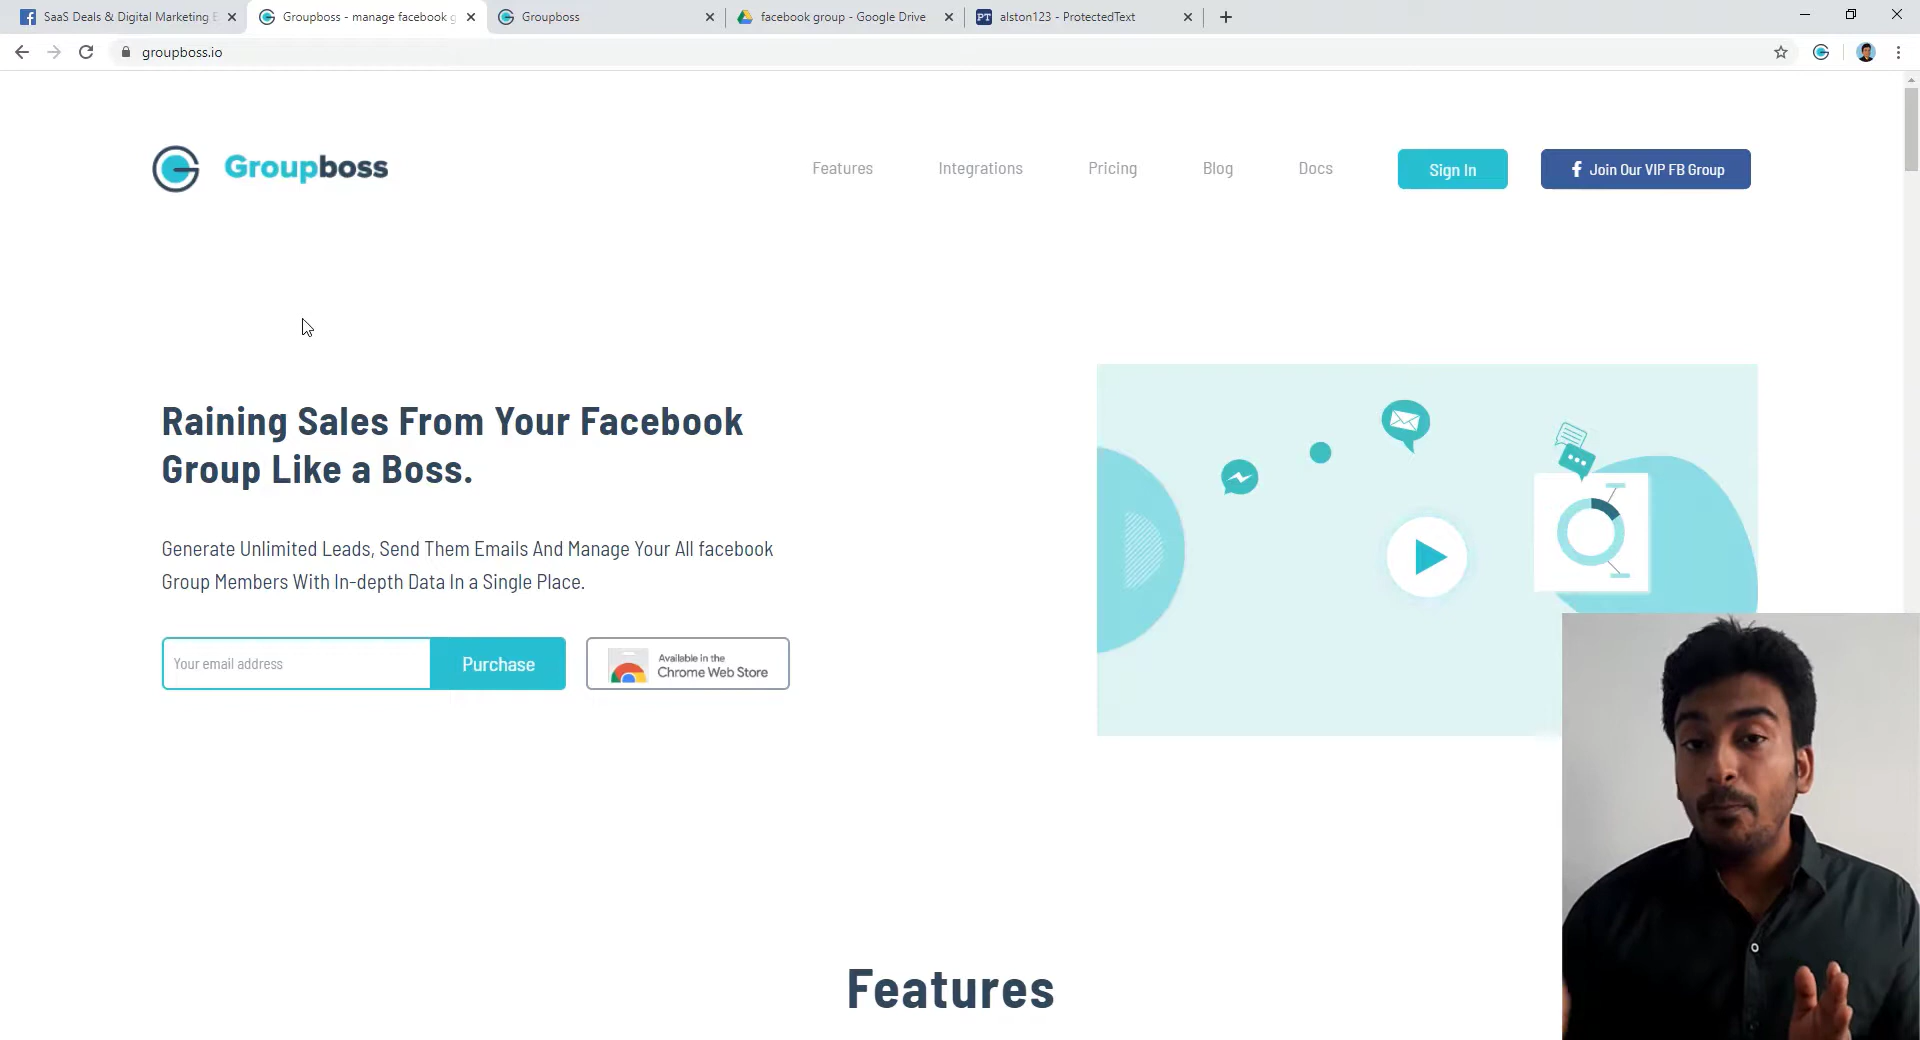 SaaS Deals & Digital Marketing E
Groupboss - manage facebook g
Groupboss
facebook group - Google Drive
PT
alston123 - ProtectedText
groupboss.io
Groupboss
Features
Integrations
Pricing
Blog
Docs
Sign In
Join Our VIP FB Group
Raining Sales From Your Facebook
Group Like a Boss.
Generate Unlimited Leads, Send Them Emails And Manage Your All facebook
Group Members With In-depth Data In a Single Place.
Your email address
Purchase
Available in the
Chrome Web Store
Features